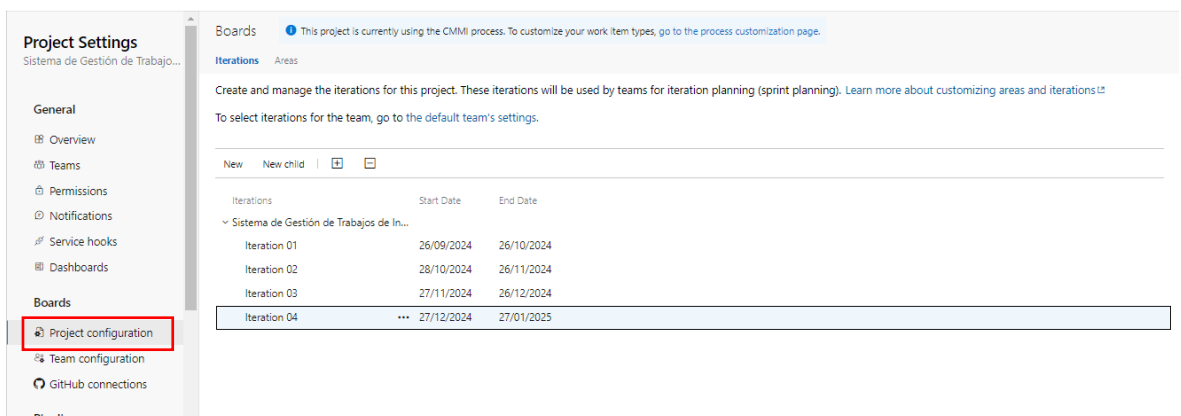 Project Settings
Sistema de Gestión de Trabajo...
General
Overview
Teams
Permissions
Notifications
Service hooks
Dashboards
Boards
Project configuration
Team configuration
GitHub connections
Boards
This project is currently using the CMMI process. To customize your work item types, go to the process customization page.
Iterations Areas
Create and manage the iterations for this project. These iterations will be used by teams for iteration planning (sprint planning). Learn more about customizing areas and iterations
To select iterations for the team, go to the default team's settings.
New New child
Iterations Start Date End Date
Sistema de Gestión de Trabajos de In...
Iteration 01 26/09/2024 26/10/2024
Iteration 02 28/10/2024 26/11/2024
Iteration 03 27/11/2024 26/12/2024
Iteration 04 ... 27/12/2024 27/01/2025